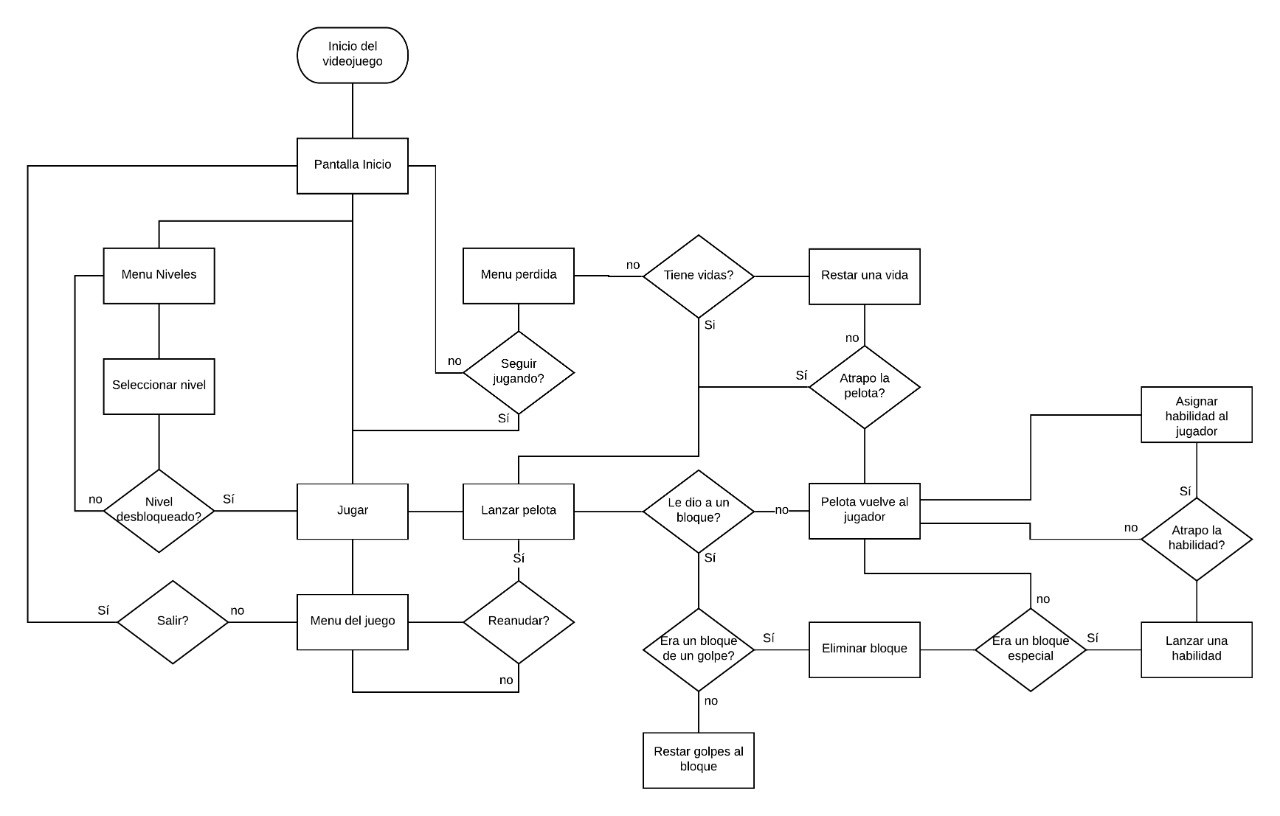 Inicio del
videojuego
Pantalla Inicio
Menu Niveles
Menu perdida
no
Tiene vidas?
Restar una vida
Si
no
no
Seguir
jugando?
Sí
Atrapo la
pelota?
Seleccionar nivel
Sí
Asignar
habilidad al
jugador
no
Nivel
desbloqueado?
Sí
Jugar
Lanzar pelota
Le dio a un
bloque?
no
Pelota vuelve al
jugador
Sí
no
Atrapo la
habilidad?
Sí
Sí
no
Sí
Salir?
no
Menu del juego
Reanudar?
no
Era un bloque
de un golpe?
Sí
Eliminar bloque
Era un bloque
especial
Sí
Lanzar una
habilidad
no
Restar golpes al
bloque